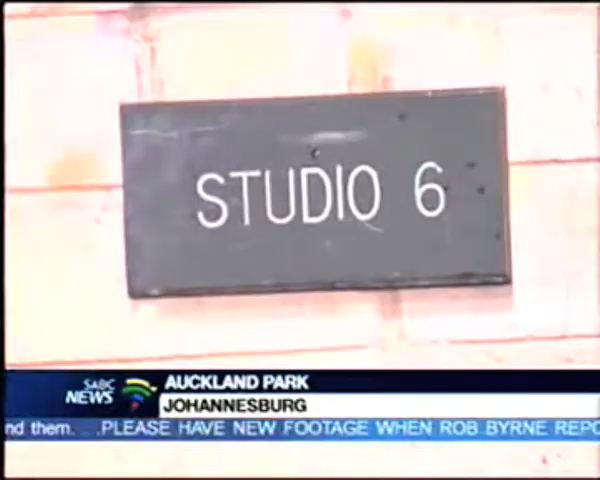 STUDIO 6
SABC
NEWS
AUCKLAND PARK
JOHANNESBURG
nd them. ...PLEASE HAVE NEW FOOTAGE WHEN ROB BYRNE REPO